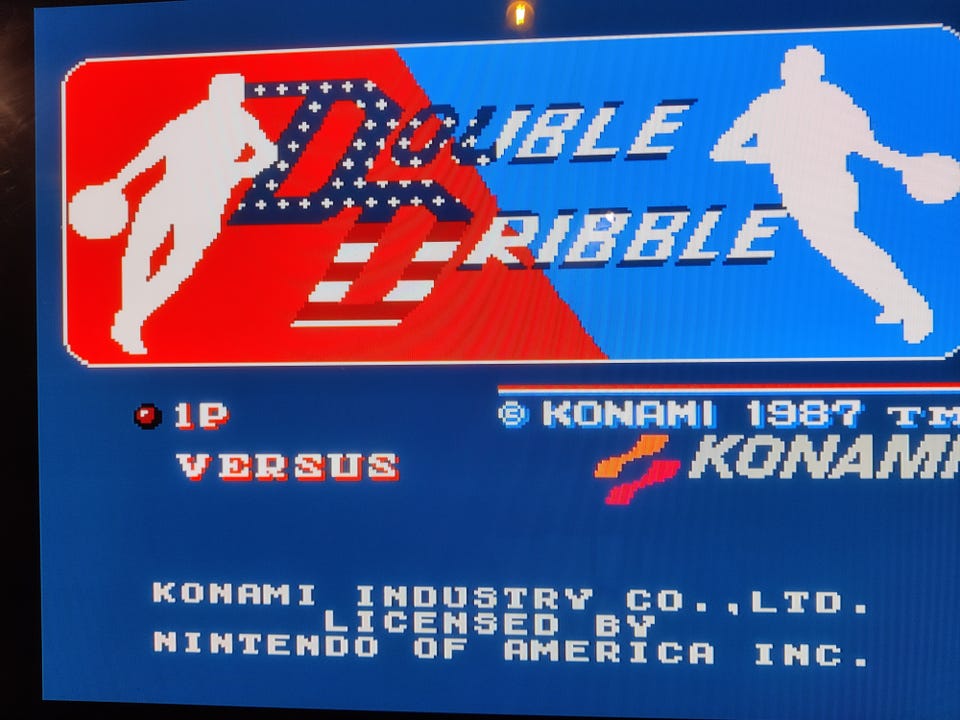 DOUBLE
DRIBBLE
1P
VERSUS
© KONAMI 1987 TM
KONAMI
KONAMI INDUSTRY CO.,LTD.
LICENSED BY
NINTENDO OF AMERICA INC.